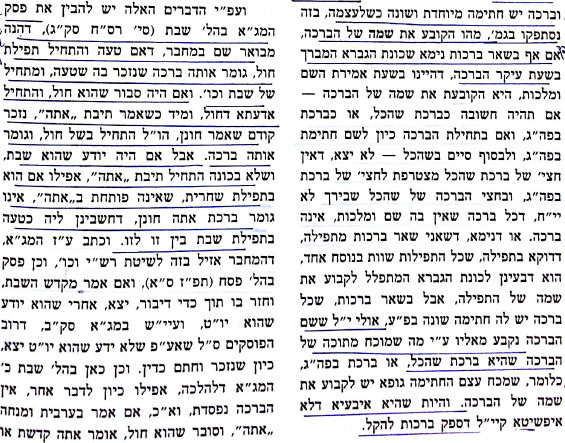 וברכה יש חתימה מיוחדת ושונה כשלעצמה, בזה
נסתפקו בגמ׳, מהו הקובע את שמה של הברכה,
אם אף בשאר ברכות נימא שכונת הגברא המברך
בשעת עיקר הברכה, דהיינו בשעת אמירת השם
ומלכות, היא הקובעת את שמה של הברכה —
אם תהיה חשובה כברכת שהכל, או כברכת
בפה״ג, ואם בתחילת הברכה כיון לשם חתימת
בפה״ג, ולבסוף סיים בשהכל — לא יצא, דאין
חצי׳ של ברכת שהכל מצטרפת לחצי׳ של ברכת
בפה״ג, ובחצי הברכה של שהכל שבירך לא
יי״ח, דכל ברכה שאין בה שם ומלכות, אינה
ברכה. או דנימא, דשאני שאר ברכות מתפילה,
דדוקא בתפילה, שכל התפילות שוות בנוסח אחד,
הוא דבעינן לכונת הגברא המתפלל לקבוע את
שמה של התפילה, אבל בשאר ברכות, שכל
ברכה יש לה חתימה שונה בפ״ע, אולי י״ל ששם
הברכה נקבע מאליו ע״י מה שמוכח מתוכה של
הברכה שהיא ברכת שהכל, או ברכת בפה״ג,
כלומר, שמכח עצם החתימה גופא יש לקבוע את
שמה של הברכה. והיות שהיא איבעיא דלא
איפשיטא קיי״ל דספק ברכות להקל.
ועפ״י הדברים האלה יש להבין את פסק
המג״א בהל׳ שבת (סי׳ רס״ח סק״ג), דהנה
מבואר שם במחבר, דאם טעה והתחיל תפילת
חול, גומר אותה ברכה שנזכר בה שטעה, ומתחיל
של שבת וכו׳. ואם היה סבור שהוא חול, והתחיל
אדעתא דחול, ומיד כשאמר תיבת ״אתה״, נזכר
קודם שאמר חונן, הו״ל התחיל בשל חול, וגומר
אותה ברכה. אבל אם היה יודע שהוא שבת,
ושלא בכונה התחיל תיבת ״אתה״, אפילו אם הוא
בתפילת שחרית, שאינה פותחת ב״אתה״, אינו
גומר ברכת אתה חונן, דחשבינן ליה כטעה
בתפילת שבת בין זו לזו. וכתב ע״ז המג״א,
דהמחבר אזיל בזה לשיטת רש״י וכו׳, וכן פסק
בהל׳ פסח (תפ״ז ס״א), ואם אמר מקדש השבת,
וחזר בו תוך כדי דיבור, יצא, אחרי שהוא יודע
שהוא יו״ט, ועיי״ש במג״א סק״ב, דרוב
הפוסקים ס״ל שאע״פ שלא ידע שהוא יו״ט יצא,
כיון שנזכר וחתם כדין. וכן כאן בהל׳ שבת כ׳
המג״א דלהלכה, אפילו כיון לדבר אחר, אין
הברכה נפסדת, וא״כ, אם אמר בערבית ומנחה
״אתה״, וסובר שהוא חול, אומר אתה קדשת או